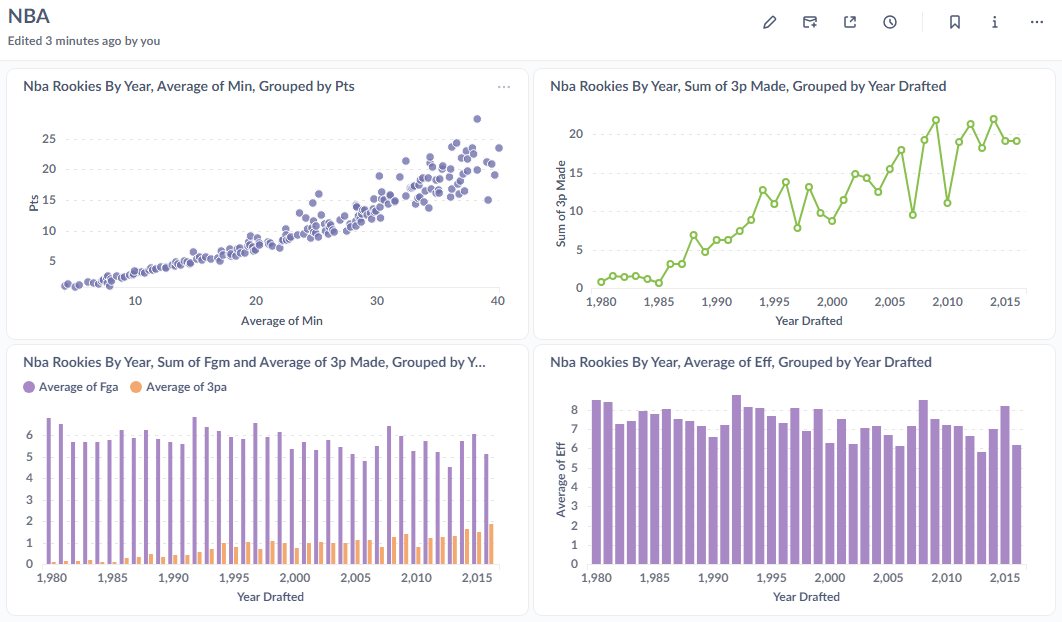 NBA
Edited 3 minutes ago by you
Nba Rookies By Year, Average of Min, Grouped by Pts
Pts
25
20
15
10
5
10 20 30 40
Average of Min
Nba Rookies By Year, Sum of 3p Made, Grouped by Year Drafted
Sum of 3p Made
20
15
10
5
0
1,980 1,985 1,990 1,995 2,000 2,005 2,010 2,015
Year Drafted
Nba Rookies By Year, Sum of Fgm and Average of 3p Made, Grouped by Y...
Average of Fga Average of 3pa
6
5
4
3
2
1
0
1,980 1,985 1,990 1,995 2,000 2,005 2,010 2,015
Year Drafted
Nba Rookies By Year, Average of Eff, Grouped by Year Drafted
Average of Eff
8
7
6
5
4
3
2
1
0
1,980 1,985 1,990 1,995 2,000 2,005 2,010 2,015
Year Drafted